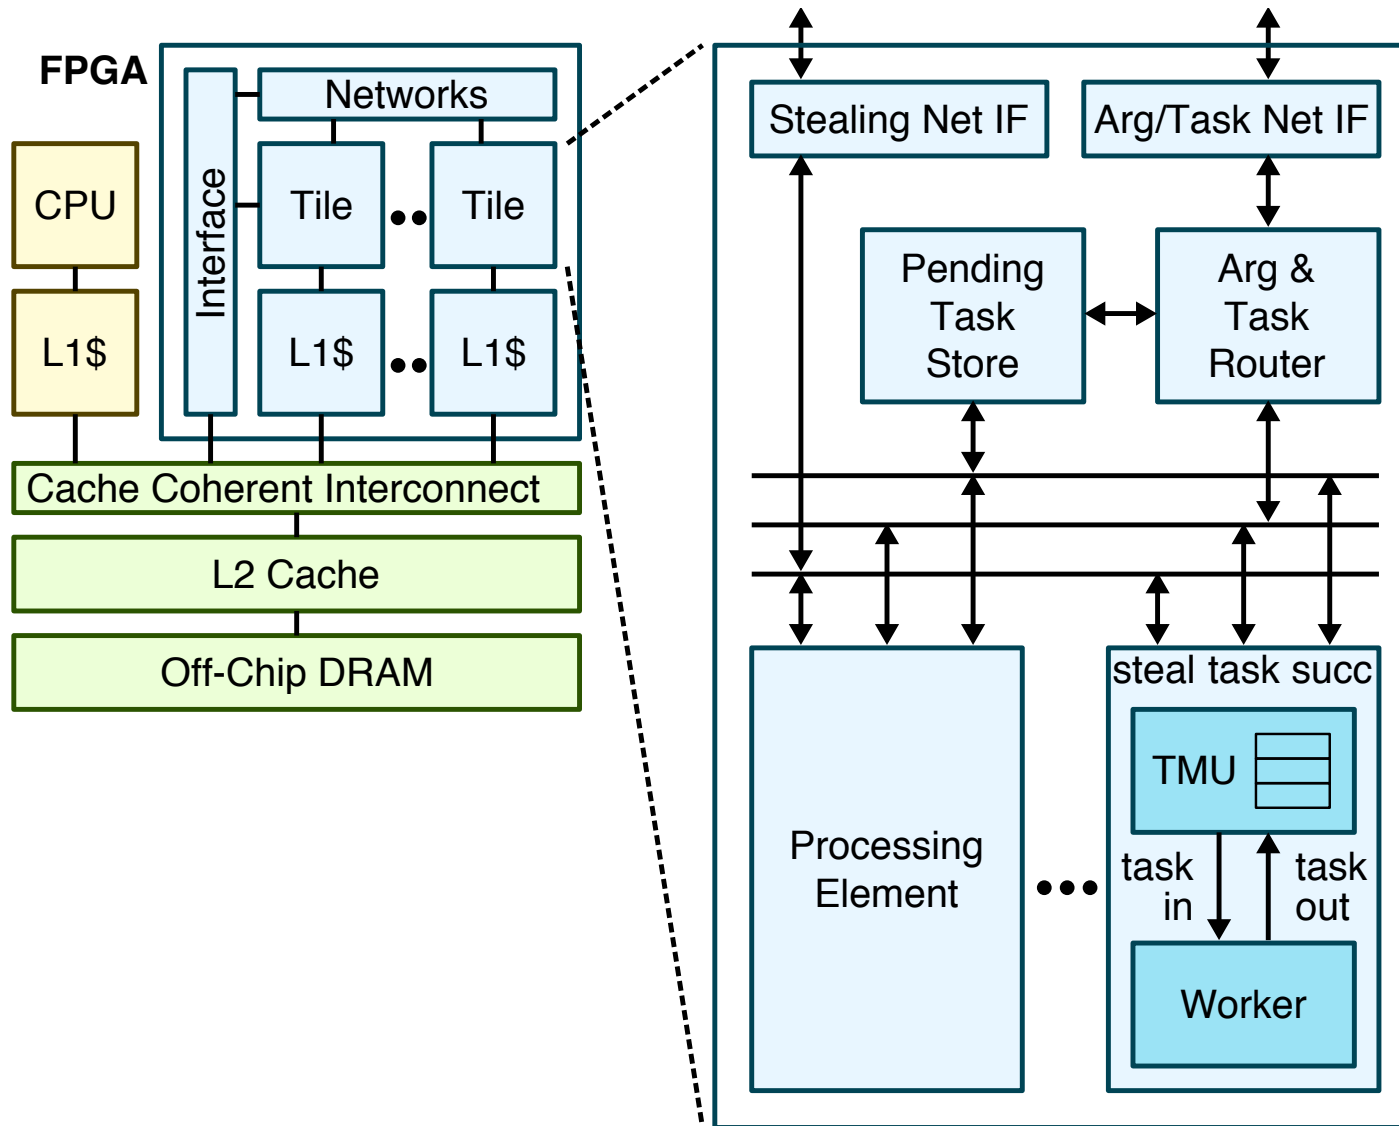 FPGA
Networks
Interface
CPU
Tile
Tile
L1$
L1$
L1$
Cache Coherent Interconnect
L2 Cache
Off-Chip DRAM
Stealing Net IF
Arg/Task Net IF
Pending
Task
Store
Arg &
Task
Router
Processing
Element
steal task succ
TMU
task
in
task
out
Worker